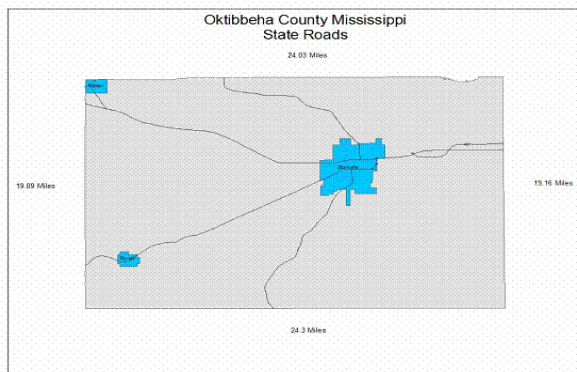 Oktibbeha County Mississippi
State Roads
24.03 Miles
19.09 Miles
19.16 Miles
24.3 Miles